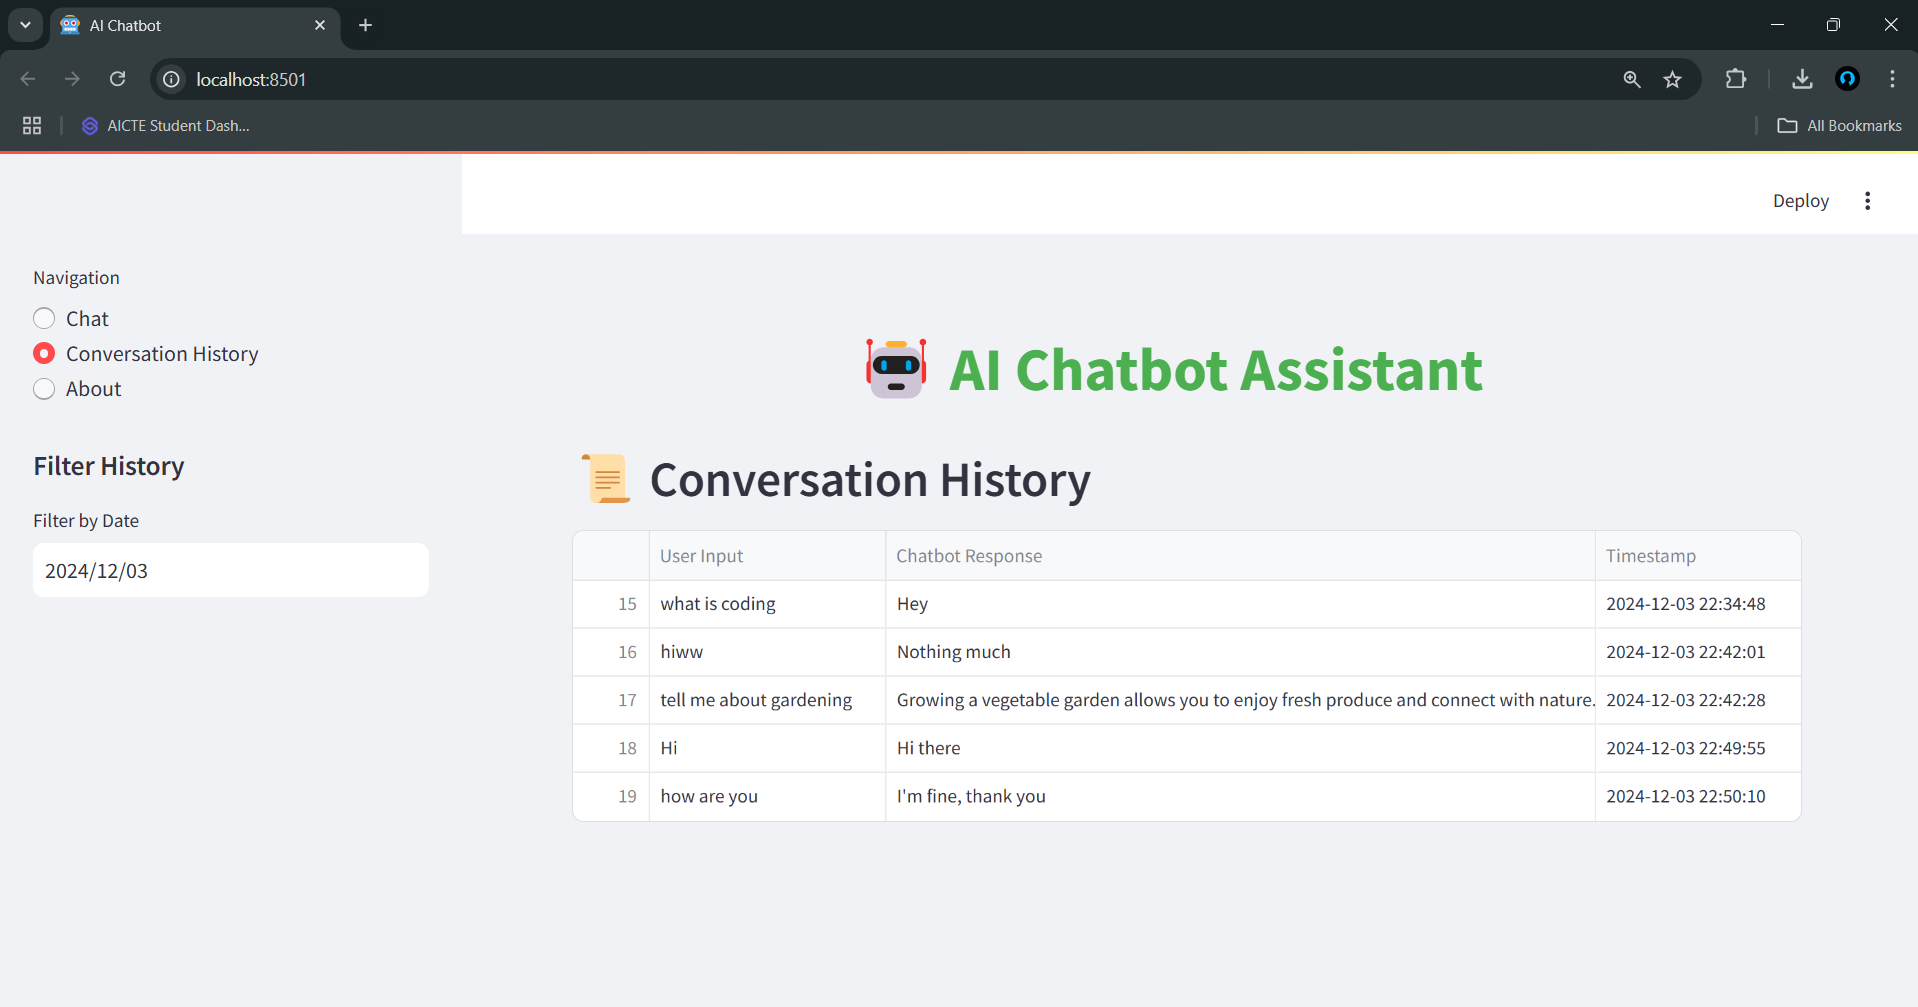 AI Chatbot
localhost:8501
AICTE Student Dash...
All Bookmarks
Deploy
Navigation
Chat
Conversation History
About
Filter History
Filter by Date
2024/12/03
AI Chatbot Assistant
Conversation History
User Input Chatbot Response Timestamp
15 what is coding Hey 2024-12-03 22:34:48
16 hiww Nothing much 2024-12-03 22:42:01
17 tell me about gardening Growing a vegetable garden allows you to enjoy fresh produce and connect with nature. 2024-12-03 22:42:28
18 Hi Hi there 2024-12-03 22:49:55
19 how are you I'm fine, thank you 2024-12-03 22:50:10